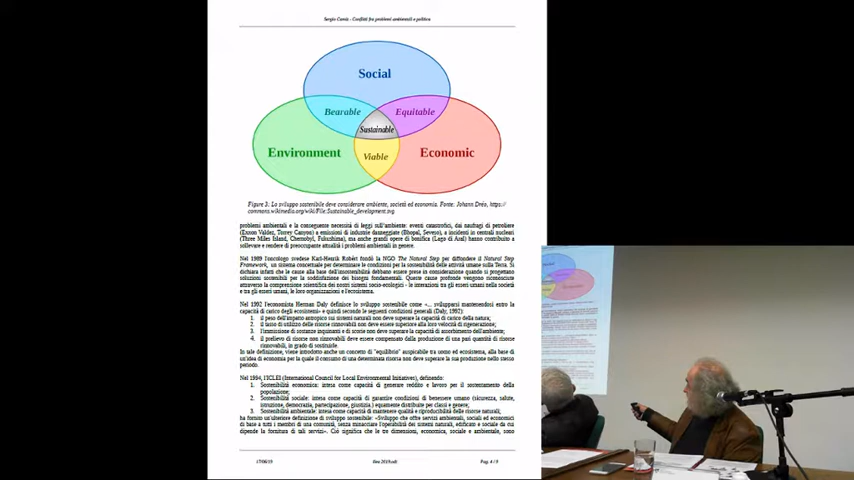 Sergio Camiz - Conflitti fra problemi ambientali e politica
Social
Bearable
Equitable
Sustainable
Environment
Economic
Viable
Figure 3: Lo sviluppo sostenibile deve considerare ambiente, società ed economia. Fonte: Johann Dréo, https://
commons.wikimedia.org/wiki/File:Sustainable_development.svg
problemi ambientali e la conseguente necessità di leggi sull'ambiente: eventi catastrofici, dai naufragi di petroliere
(Exxon Valdez, Torrey Canyon) a emissioni di industrie danneggiate (Bhopal, Seveso), a incidenti in centrali nucleari
(Three Miles Island, Chernobyl, Fukushima), ma anche grandi opere di bonifica (Lago di Aral) hanno contributo a
sollevare e rendere di preoccupante attualità i problemi ambientali in genere.
Nel 1989 l'oncologo svedese Karl-Henrik Robèrt fondò la NGO The Natural Step per diffondere il Natural Step
Framework, un sistema concettuale per determinare le condizioni per la sostenibilità delle attività umane sulla Terra. Si
dichiara infatti che le cause alla base dell'insostenibilità debbano essere prese in considerazione quando si progettano
soluzioni sostenibili per la soddisfazione dei bisogni fondamentali. Queste cause profonde vengono riconosciute
attraverso la comprensione scientifica dei nostri sistemi socio-ecologici - le interazioni tra gli esseri umani nella società
e tra gli esseri umani, le loro organizzazioni e l'ecosistema.
Nel 1992 l'economista Herman Daly definisce lo sviluppo sostenibile come «... svilupparsi mantenendosi entro la
capacità di carico degli ecosistemi» e quindi secondo le seguenti condizioni generali (Daly, 1992):
1. il peso dell'impatto antropico sui sistemi naturali non deve superare la capacità di carico della natura;
2. il tasso di utilizzo delle risorse rinnovabili non deve essere superiore alla loro velocità di rigenerazione;
3. l'immissione di sostanze inquinanti e di scorie non deve superare la capacità di assorbimento dell'ambiente;
4. il prelievo di risorse non rinnovabili deve essere compensato dalla produzione di una pari quantità di risorse
rinnovabili, in grado di sostituirle.
In tale definizione, viene introdotto anche un concetto di "equilibrio" auspicabile tra uomo ed ecosistema, alla base di
un'idea di economia per la quale il consumo di una determinata risorsa non deve superare la sua produzione nello stesso
periodo.
Nel 1994, l'ICLEI (International Council for Local Environmental Initiatives), definendo:
1. Sostenibilità economica: intesa come capacità di generare reddito e lavoro per il sostentamento della
popolazione;
2. Sostenibilità sociale: intesa come capacità di garantire condizioni di benessere umano (sicurezza, salute,
istruzione, democrazia, partecipazione, giustizia.) equamente distribuite per classi e genere;
3. Sostenibilità ambientale: intesa come capacità di mantenere qualità e riproducibilità delle risorse naturali;
ha fornito un'ulteriore definizione di sviluppo sostenibile: «Sviluppo che offre servizi ambientali, sociali ed economici
di base a tutti i membri di una comunità, senza minacciare l'operabilità dei sistemi naturali, edificato e sociale da cui
dipende la fornitura di tali servizi». Ciò significa che le tre dimensioni, economica, sociale e ambientale, sono
17/06/19
Pag. 4 / 9